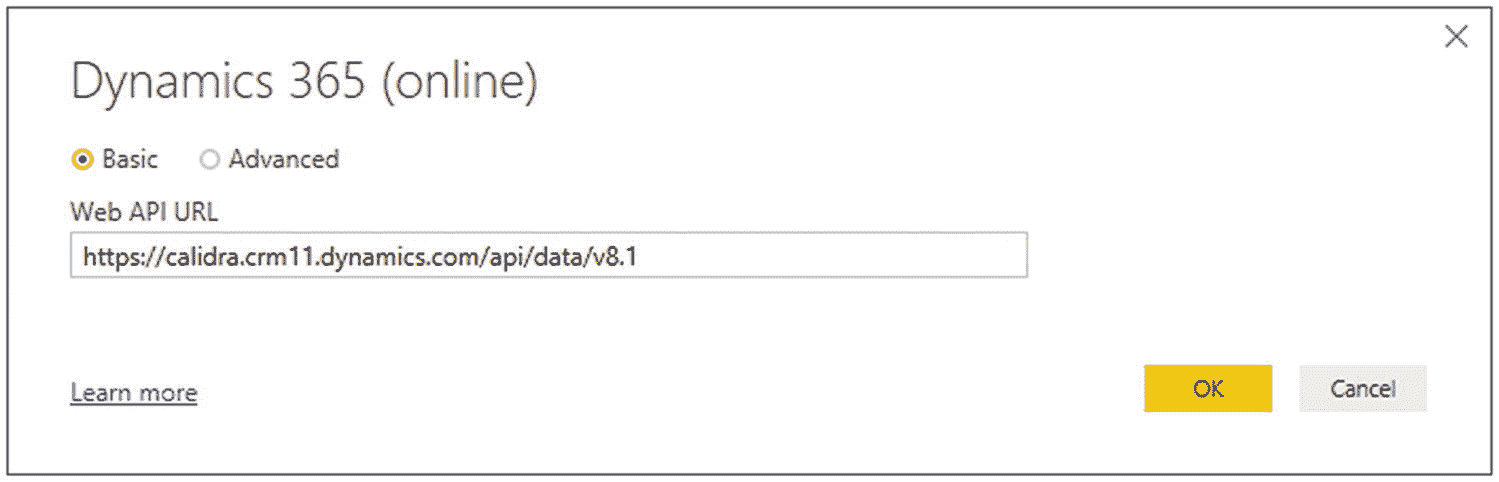 Dynamics 365 (online)
Basic Advanced
Web API URL
https://calidra.crm11.dynamics.com/api/data/v8.1
Learn more OK Cancel